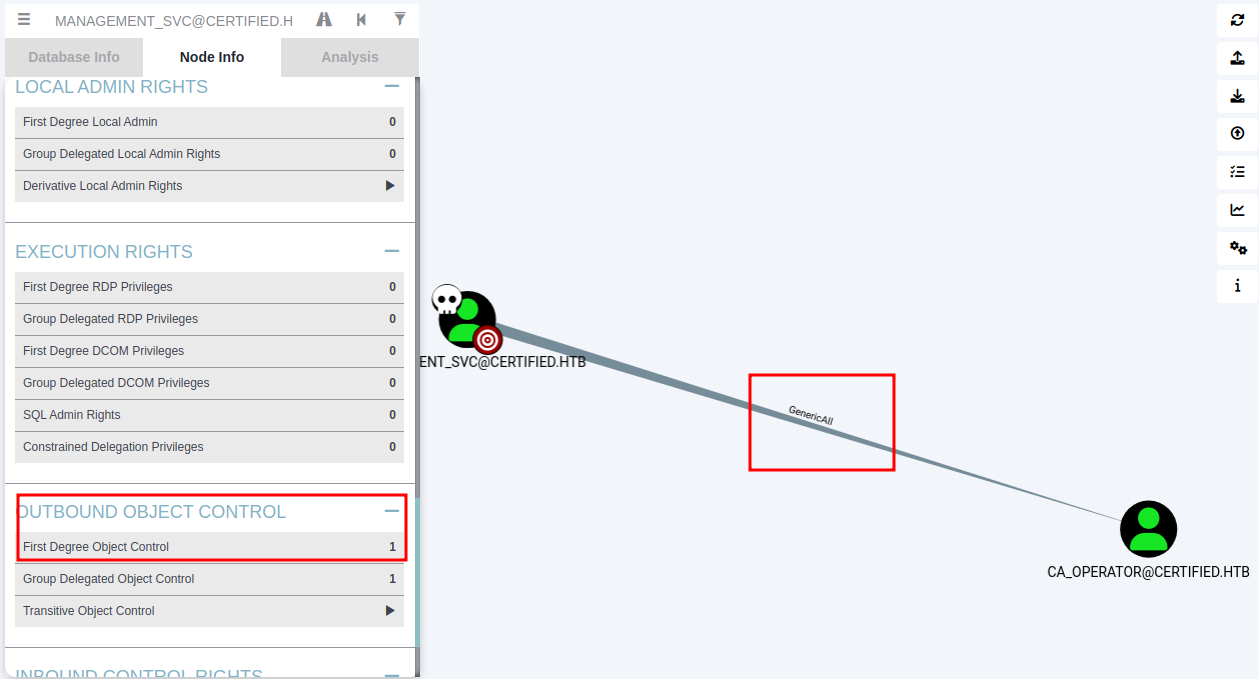 MANAGEMENT_SVC@CERTIFIED.H
Database Info
Node Info
Analysis
LOCAL ADMIN RIGHTS
First Degree Local Admin 0
Group Delegated Local Admin Rights 0
Derivative Local Admin Rights
EXECUTION RIGHTS
First Degree RDP Privileges 0
Group Delegated RDP Privileges 0
First Degree DCOM Privileges 0
Group Delegated DCOM Privileges 0
SQL Admin Rights 0
Constrained Delegation Privileges 0
OUTBOUND OBJECT CONTROL
First Degree Object Control 1
Group Delegated Object Control 1
Transitive Object Control
INBOUND CONTROL RIGHTS
ENT_SVC@CERTIFIED.HTB
GenericAll
CA_OPERATOR@CERTIFIED.HTB